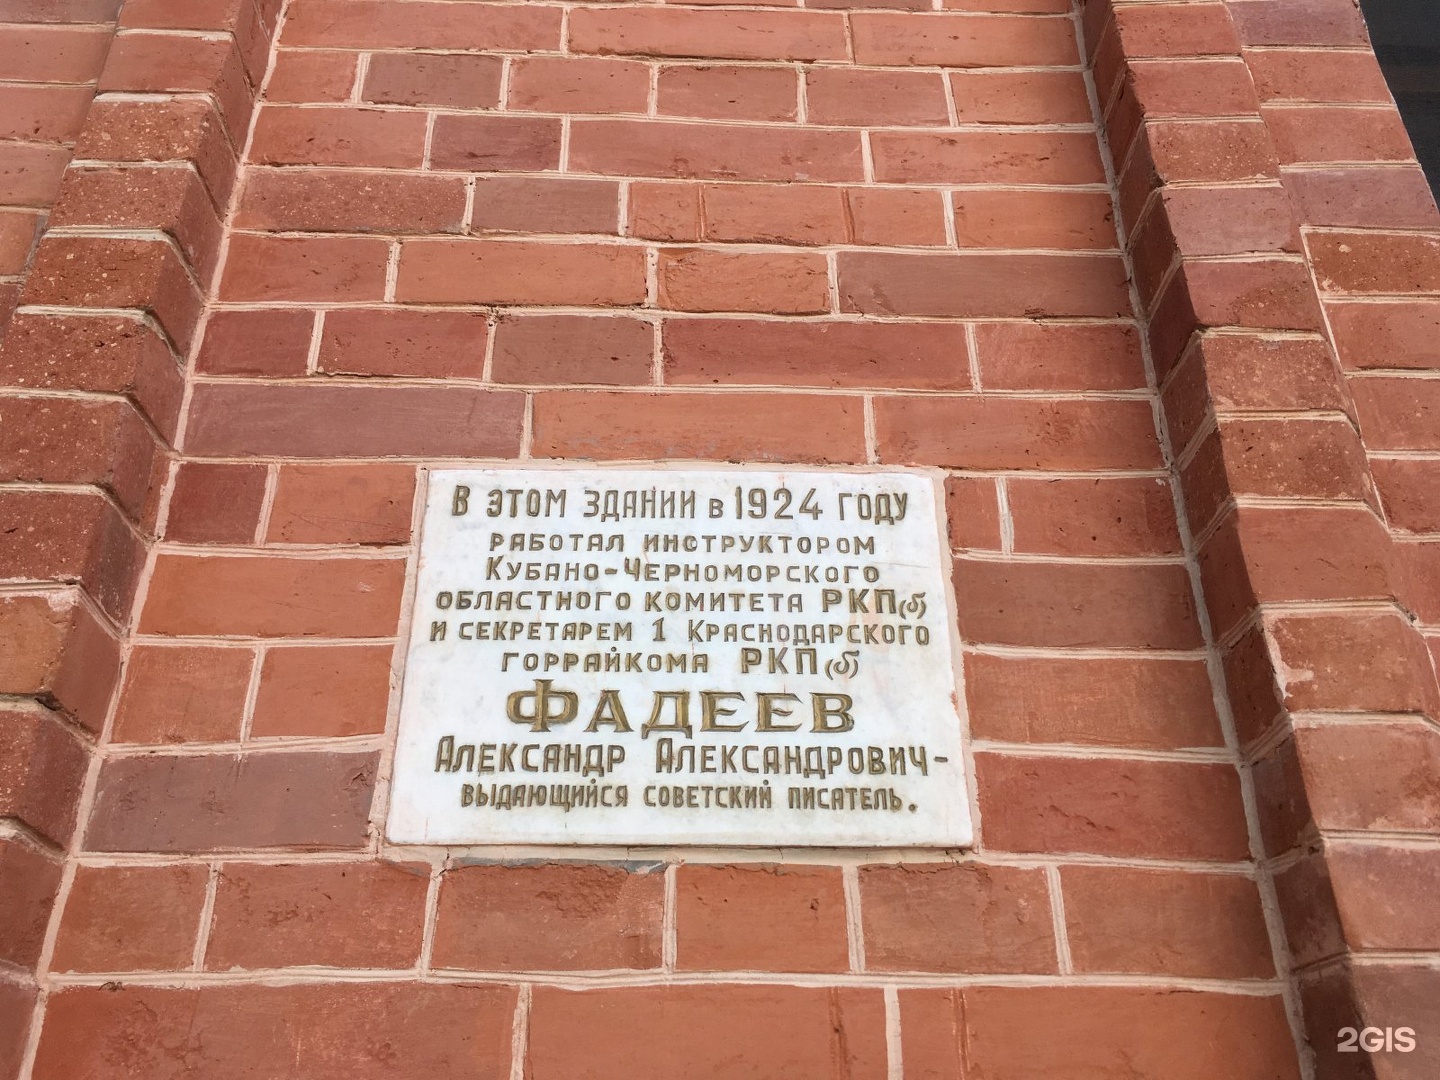 В ЭТОМ ЗДАНИИ в 1924 ГОДУ
РАБОТАЛ ИНСТРУКТОРОМ
КУБАНО-ЧЕРНОМОРСКОГО
ОБЛАСТНОГО КОМИТЕТА РКП(б)
И СЕКРЕТАРЕМ 1 КРАСНОДАРСКОГО
ГОРРАЙКОМА РКП(б)
ФАДЕЕВ
АЛЕКСАНДР АЛЕКСАНДРОВИЧ-
ВЫДАЮЩИЙСЯ СОВЕТСКИЙ ПИСАТЕЛЬ.
2GIS